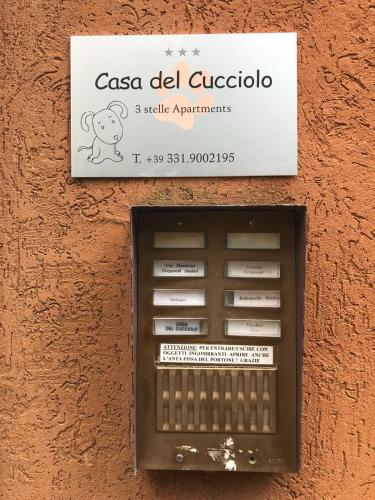 Casa del Cucciolo
3 stelle Apartments
T. +39 331.9002195
Gregorutti
CASA
DEL CUCCIOLO
ATTENZIONE: PER ENTRARE/USCIRE CON
OGGETTI INGOMBRANTI APRIRE ANCHE
L'ANTA FISSA DEL PORTONE! GRAZIE